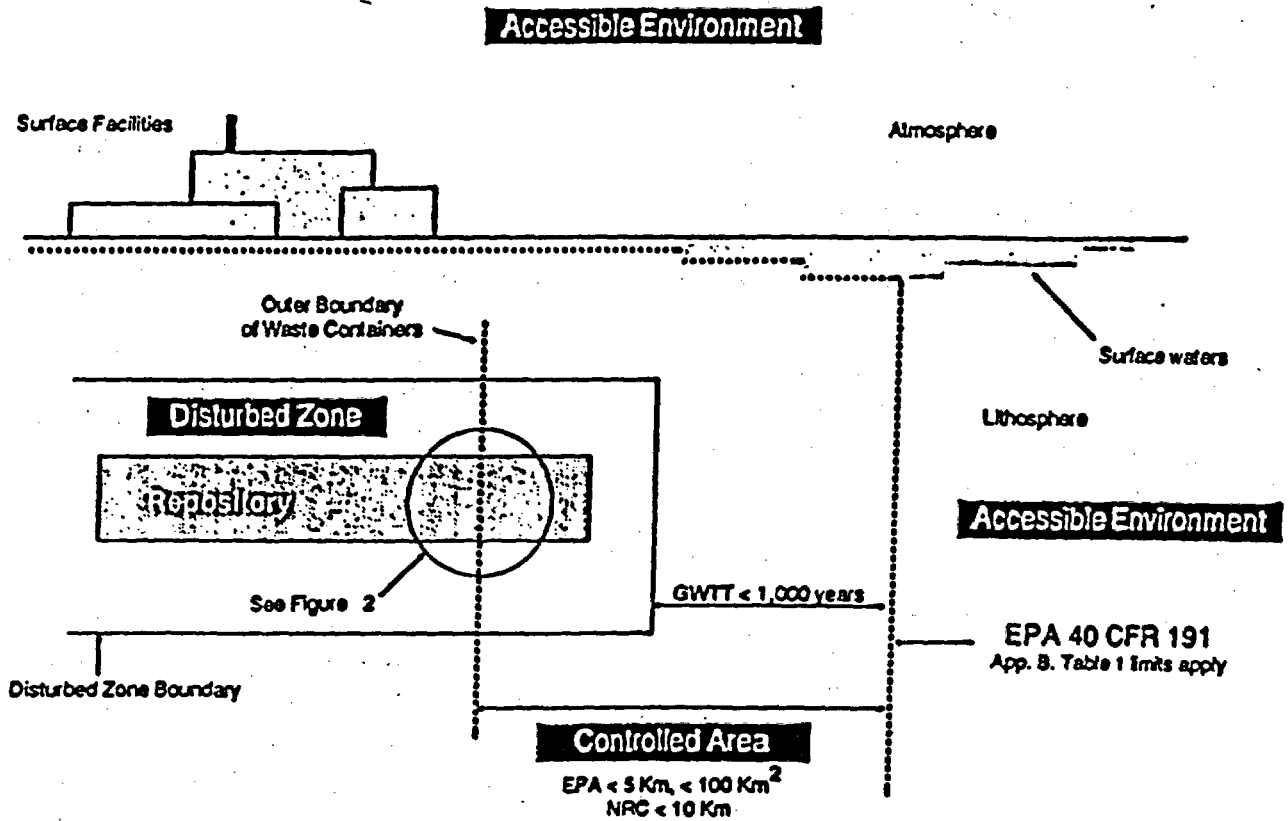 Accessible Environment
Surface Facilities
Atmosphere
Outer Boundary
of Waste Containers
Surface waters
Disturbed Zone
Lithosphere
Repository
Accessible Environment
See Figure 2
GWTT < 1,000 years
EPA 40 CFR 191
App. B. Table 1 limits apply
Disturbed Zone Boundary
Controlled Area
EPA < 5 Km, < 100 Km²
NRC < 10 Km